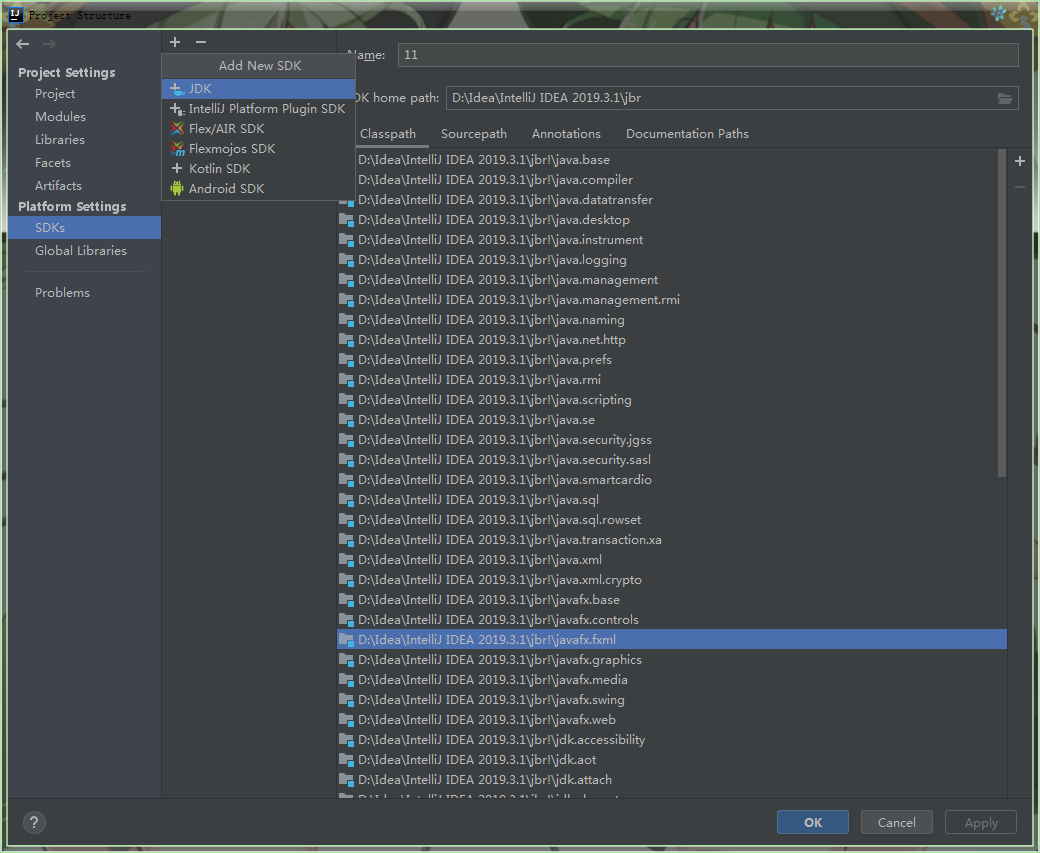 Project Structure
Project Settings
Project
Modules
Libraries
Facets
Artifacts
Platform Settings
SDKs
Global Libraries
Problems
Add New SDK
JDK
IntelliJ Platform Plugin SDK
Flex/AIR SDK
Flexmojos SDK
Kotlin SDK
Android SDK
Name: 11
DK home path: D:\Idea\IntelliJ IDEA 2019.3.1\jbr
Classpath Sourcepath Annotations Documentation Paths
D:\Idea\IntelliJ IDEA 2019.3.1\jbr!\java.base
D:\Idea\IntelliJ IDEA 2019.3.1\jbr!\java.compiler
D:\Idea\IntelliJ IDEA 2019.3.1\jbr!\java.datatransfer
D:\Idea\IntelliJ IDEA 2019.3.1\jbr!\java.desktop
D:\Idea\IntelliJ IDEA 2019.3.1\jbr!\java.instrument
D:\Idea\IntelliJ IDEA 2019.3.1\jbr!\java.logging
D:\Idea\IntelliJ IDEA 2019.3.1\jbr!\java.management
D:\Idea\IntelliJ IDEA 2019.3.1\jbr!\java.management.rmi
D:\Idea\IntelliJ IDEA 2019.3.1\jbr!\java.naming
D:\Idea\IntelliJ IDEA 2019.3.1\jbr!\java.net.http
D:\Idea\IntelliJ IDEA 2019.3.1\jbr!\java.prefs
D:\Idea\IntelliJ IDEA 2019.3.1\jbr!\java.rmi
D:\Idea\IntelliJ IDEA 2019.3.1\jbr!\java.scripting
D:\Idea\IntelliJ IDEA 2019.3.1\jbr!\java.se
D:\Idea\IntelliJ IDEA 2019.3.1\jbr!\java.security.jgss
D:\Idea\IntelliJ IDEA 2019.3.1\jbr!\java.security.sasl
D:\Idea\IntelliJ IDEA 2019.3.1\jbr!\java.smartcardio
D:\Idea\IntelliJ IDEA 2019.3.1\jbr!\java.sql
D:\Idea\IntelliJ IDEA 2019.3.1\jbr!\java.sql.rowset
D:\Idea\IntelliJ IDEA 2019.3.1\jbr!\java.transaction.xa
D:\Idea\IntelliJ IDEA 2019.3.1\jbr!\java.xml
D:\Idea\IntelliJ IDEA 2019.3.1\jbr!\java.xml.crypto
D:\Idea\IntelliJ IDEA 2019.3.1\jbr!\javafx.base
D:\Idea\IntelliJ IDEA 2019.3.1\jbr!\javafx.controls
D:\Idea\IntelliJ IDEA 2019.3.1\jbr!\javafx.fxml
D:\Idea\IntelliJ IDEA 2019.3.1\jbr!\javafx.graphics
D:\Idea\IntelliJ IDEA 2019.3.1\jbr!\javafx.media
D:\Idea\IntelliJ IDEA 2019.3.1\jbr!\javafx.swing
D:\Idea\IntelliJ IDEA 2019.3.1\jbr!\javafx.web
D:\Idea\IntelliJ IDEA 2019.3.1\jbr!\jdk.accessibility
D:\Idea\IntelliJ IDEA 2019.3.1\jbr!\jdk.aot
D:\Idea\IntelliJ IDEA 2019.3.1\jbr!\jdk.attach
? OK Cancel Apply